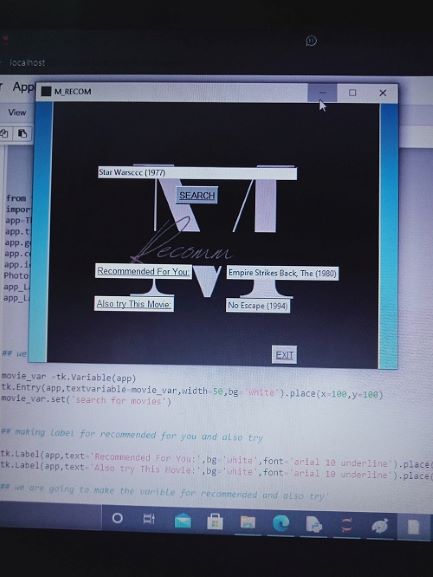 localhost
App
M_RECOM
View
Star Warsccc (1977)
SEARCH
Recomm
Recommended For You:
Empire Strikes Back, The (1980)
Also try This Movie:
No Escape (1994)
EXIT
from
impor
app=T
app.t
app.g
app.c
app.i
Photo
app_L
app_L
## we
movie_var =tk.Variable(app)
tk.Entry(app,textvariable=movie_var,width=50,bg='white').place(x=100,y=100)
movie_var.set('search for movies')
## making label for recommended for you and also try
tk.Label(app,text='Recommended For You:',bg='white',font='arial 10 underline').place(
tk.Label(app,text='Also try This Movie:',bg='white',font='arial 10 underline').place(
## we are going to make the varible for recommended and also try